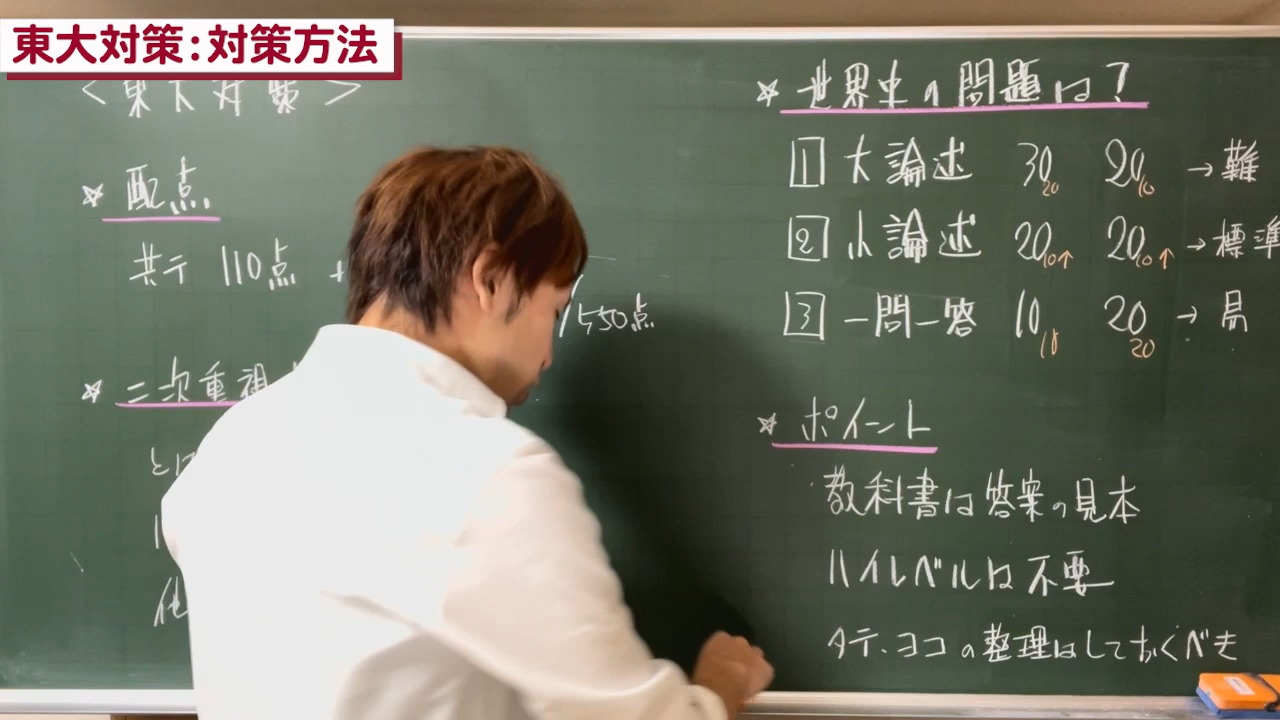 東大対策：対策方法
＜東大対策＞
☆ 配点
共テ 110点 +
/550点
☆ 二次重視
とに
他
☆ 世界史の問題は？
1 大論述 30 20 20 10 → 難
2 小論述 20 10↑ 20 10↑ → 標準
3 一問一答 10 10 20 20 → 易
☆ ポイント
・教科書は答案の見本
ハイレベルは不要
タテ・ヨコの整理はしておくべき